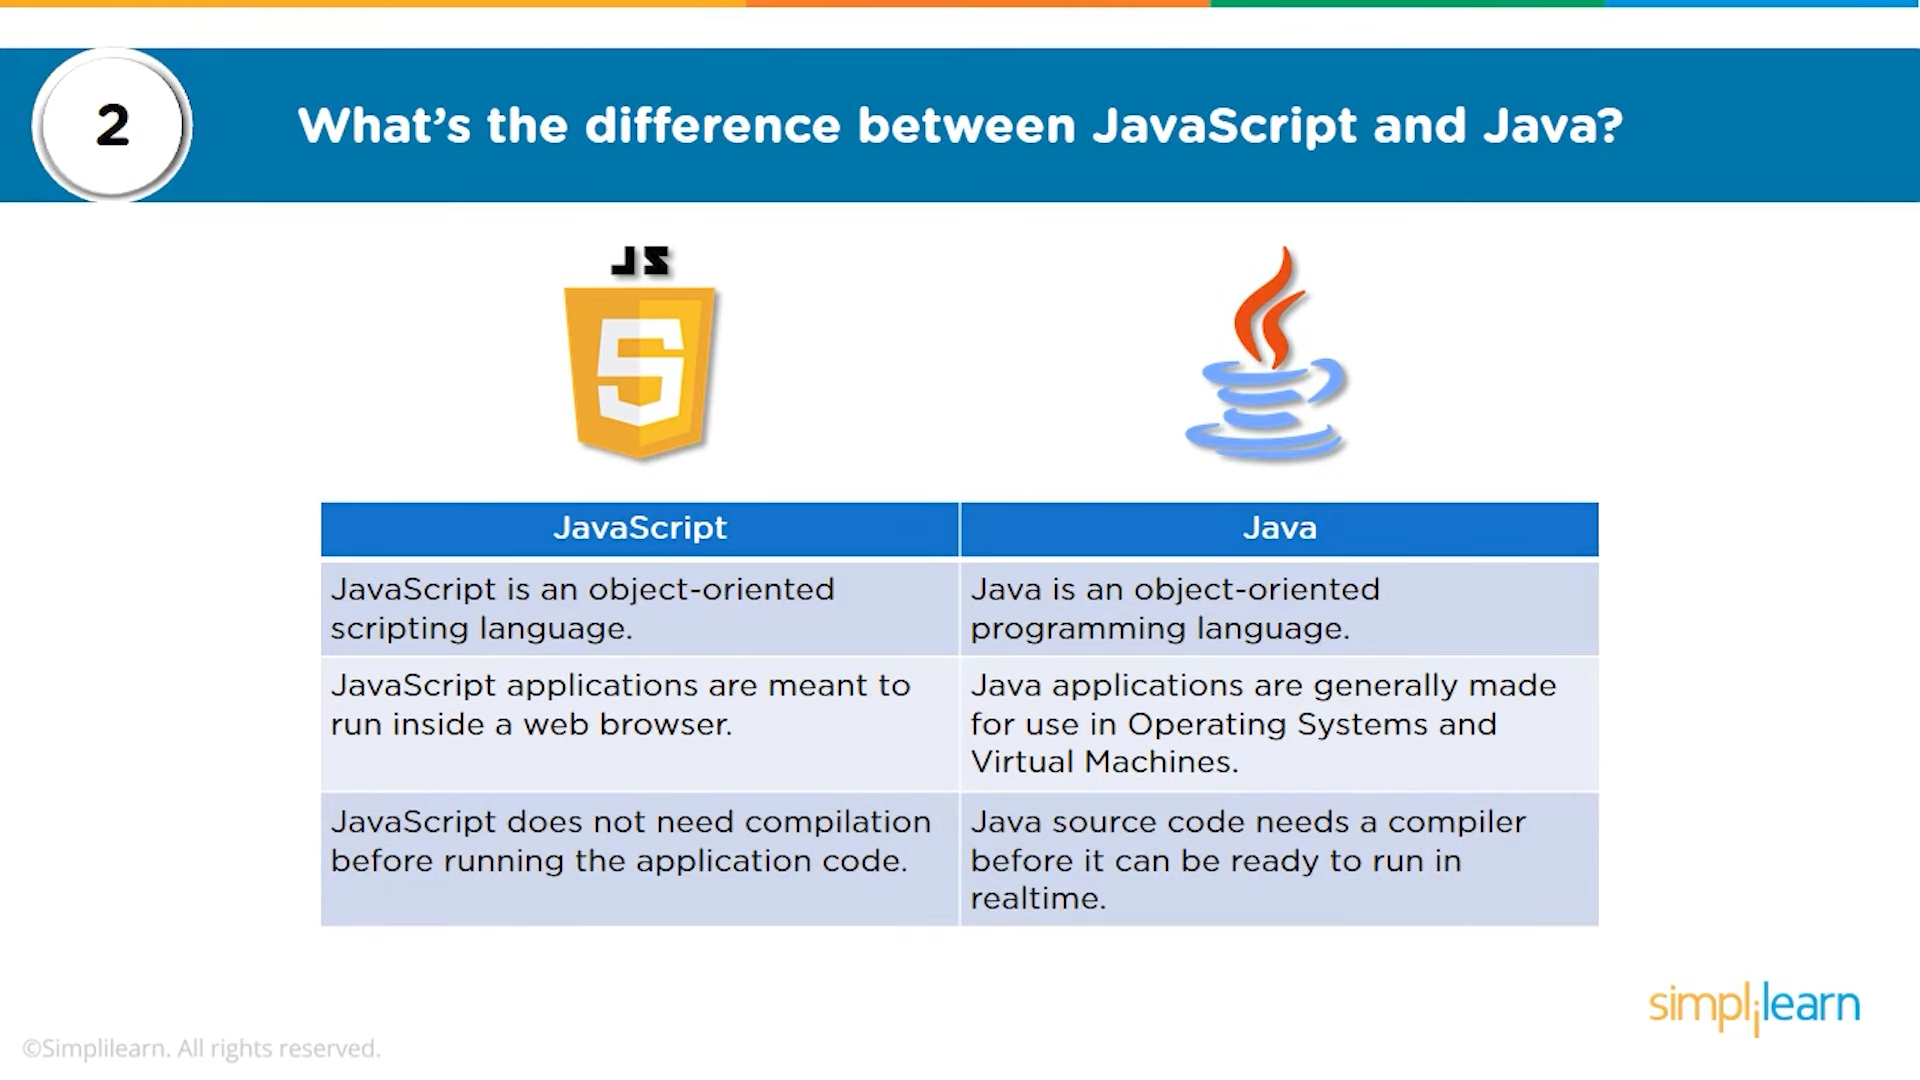 2
What's the difference between JavaScript and Java?
JS
5
JavaScript
Java
JavaScript is an object-oriented
scripting language.
Java is an object-oriented
programming language.
JavaScript applications are meant to
run inside a web browser.
Java applications are generally made
for use in Operating Systems and
Virtual Machines.
JavaScript does not need compilation
before running the application code.
Java source code needs a compiler
before it can be ready to run in
realtime.
simplilearn
©Simplilearn. All rights reserved.